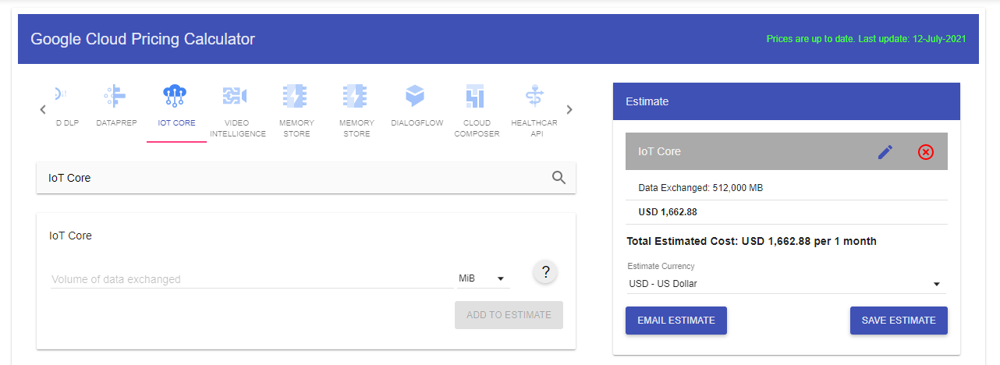 Google Cloud Pricing Calculator
Prices are up to date. Last update: 12-July-2021
D DLP
DATAPREP
IOT CORE
VIDEO
INTELLIGENCE
MEMORY
STORE
MEMORY
STORE
DIALOGFLOW
CLOUD
COMPOSER
HEALTHCAR
API
IoT Core
IoT Core
Volume of data exchanged
MiB
?
ADD TO ESTIMATE
Estimate
IoT Core
Data Exchanged: 512,000 MB
USD 1,662.88
Total Estimated Cost: USD 1,662.88 per 1 month
Estimate Currency
USD - US Dollar
EMAIL ESTIMATE
SAVE ESTIMATE